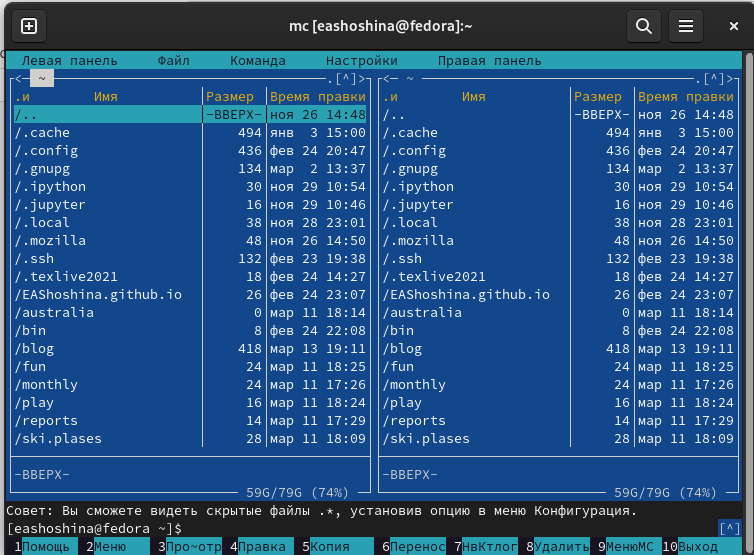 mc [eashoshina@fedora]:~
Левая панель Файл Команда Настройки Правая панель
<─ ~ ─.[^]>
.и Имя Размер Время правки
/.. -ВВЕРХ- ноя 26 14:48
/.cache 494 янв 3 15:00
/.config 436 фев 24 20:47
/.gnupg 134 мар 2 13:37
/.ipython 30 ноя 29 10:54
/.jupyter 16 ноя 29 10:46
/.local 38 ноя 28 23:01
/.mozilla 48 ноя 26 14:50
/.ssh 132 фев 23 19:38
/.texlive2021 18 фев 24 14:27
/EAShoshina.github.io 26 фев 24 23:07
/australia 0 мар 11 18:14
/bin 8 фев 24 22:08
/blog 418 мар 13 19:11
/fun 24 мар 11 18:25
/monthly 24 мар 11 17:26
/play 16 мар 11 18:24
/reports 14 мар 11 17:29
/ski.plases 28 мар 11 18:09
-ВВЕРХ-
59G/79G (74%)
<─ ~ ─.[^]>
.и Имя Размер Время правки
/.. -ВВЕРХ- ноя 26 14:48
/.cache 494 янв 3 15:00
/.config 436 фев 24 20:47
/.gnupg 134 мар 2 13:37
/.ipython 30 ноя 29 10:54
/.jupyter 16 ноя 29 10:46
/.local 38 ноя 28 23:01
/.mozilla 48 ноя 26 14:50
/.ssh 132 фев 23 19:38
/.texlive2021 18 фев 24 14:27
/EAShoshina.github.io 26 фев 24 23:07
/australia 0 мар 11 18:14
/bin 8 фев 24 22:08
/blog 418 мар 13 19:11
/fun 24 мар 11 18:25
/monthly 24 мар 11 17:26
/play 16 мар 11 18:24
/reports 14 мар 11 17:29
/ski.plases 28 мар 11 18:09
-ВВЕРХ-
59G/79G (74%)
Совет: Вы сможете видеть скрытые файлы .*, установив опцию в меню Конфигурация.
[eashoshina@fedora ~]$ [^]
1Помощь 2Меню 3Про~отр 4Правка 5Копия 6Перенос 7НвКтлог 8Удалить 9МенюMC 10Выход